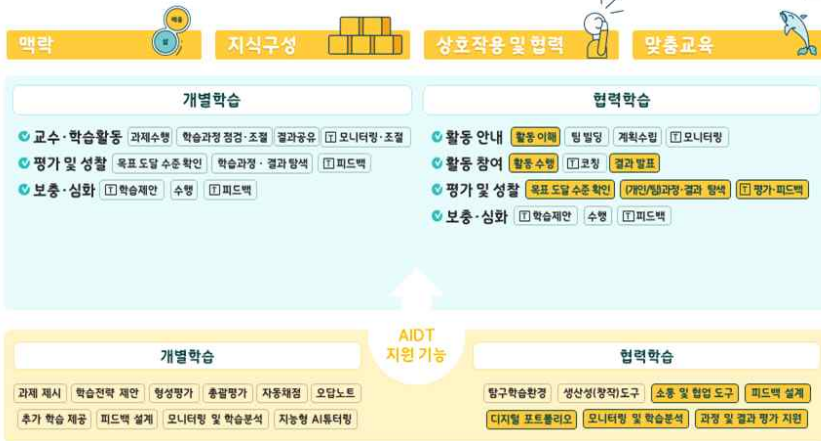 맥락
지식구성
상호작용 및 협력
맞춤교육
개별학습
교수·학습활동 과제수행 학습과정 점검·조절 결과공유 T 모니터링·조절
평가 및 성찰 목표 도달 수준 확인 학습과정·결과 탐색 T 피드백
보충·심화 T 학습제안 수행 T 피드백
협력학습
활동 안내 활동 이해 팀 빌딩 계획수립 T 모니터링
활동 참여 활동 수행 T 코칭 결과 발표
평가 및 성찰 목표 도달 수준 확인 (개인/팀)과정·결과 탐색 T 평가·피드백
보충·심화 T 학습제안 수행 T 피드백
AIDT
지원 기능
개별학습
과제 제시 학습전략 제안 형성평가 총괄평가 자동채점 오답노트
추가 학습 제공 피드백 설계 모니터링 및 학습분석 지능형 AI튜터링
협력학습
탐구학습환경 생산성(창작)도구 소통 및 협업 도구 피드백 설계
디지털 포트폴리오 모니터링 및 학습분석 과정 및 결과 평가 지원